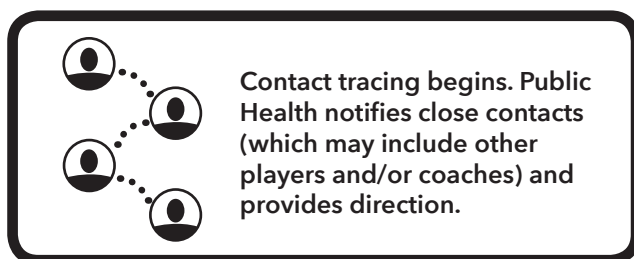 Contact tracing begins. Public
Health notifies close contacts
(which may include other
players and/or coaches) and
provides direction.